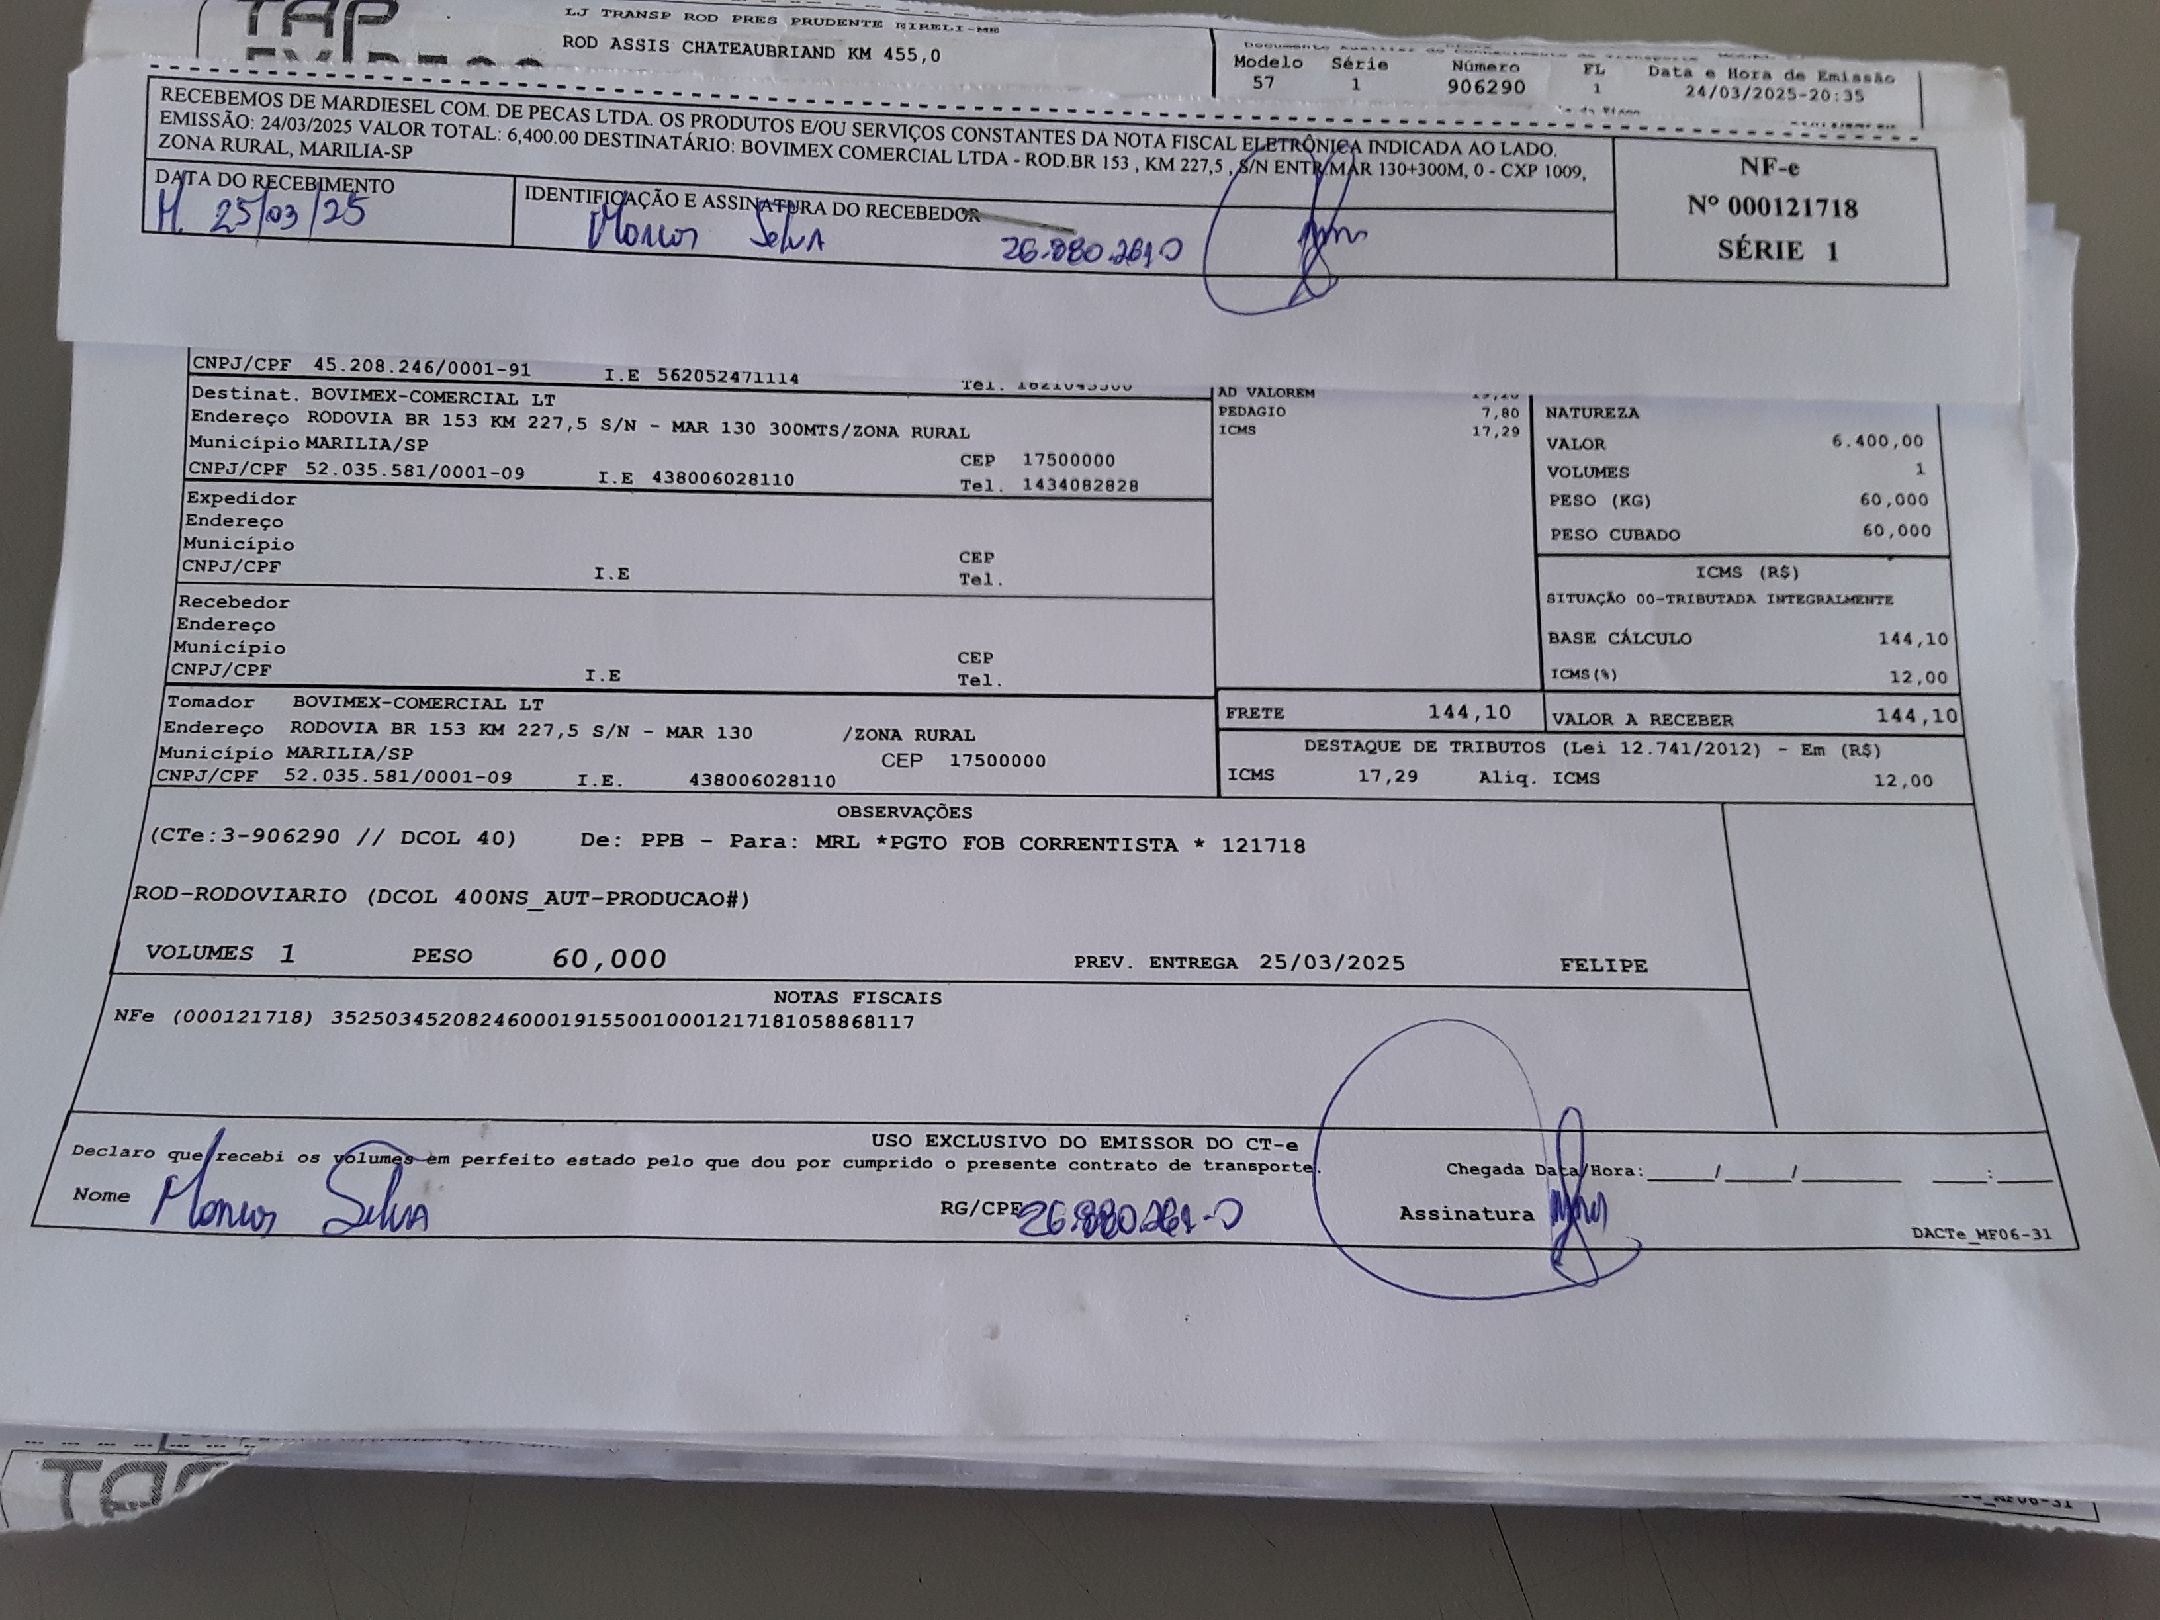 TAP
LJ TRANSP ROD PRES PRUDENTE EIRELI-ME
ROD ASSIS CHATEAUBRIAND KM 455,0
Modelo Série Número FL Data e Hora de Emissão
57 1 906290 1 24/03/2025-20:35
RECEBEMOS DE MARDIESEL COM. DE PECAS LTDA. OS PRODUTOS E/OU SERVIÇOS CONSTANTES DA NOTA FISCAL ELETRÔNICA INDICADA AO LADO.
EMISSÃO: 24/03/2025 VALOR TOTAL: 6,400.00 DESTINATÁRIO: BOVIMEX COMERCIAL LTDA - ROD.BR 153 , KM 227,5 , S/N ENTR.MAR 130+300M, 0 - CXP 1009,
ZONA RURAL, MARILIA-SP
NF-e
Nº 000121718
SÉRIE 1
DATA DO RECEBIMENTO
25/03/25
IDENTIFICAÇÃO E ASSINATURA DO RECEBEDOR
Marcos Silva 26.880.261-0
CNPJ/CPF 45.208.246/0001-91 I.E 562052471114 Tel.
Destinat. BOVIMEX-COMERCIAL LT
Endereço RODOVIA BR 153 KM 227,5 S/N - MAR 130 300MTS/ZONA RURAL
Município MARILIA/SP CEP 17500000
CNPJ/CPF 52.035.581/0001-09 I.E 438006028110 Tel. 1434082828
Expedidor
Endereço
Município CEP
CNPJ/CPF I.E Tel.
Recebedor
Endereço
Município CEP
CNPJ/CPF I.E Tel.
Tomador BOVIMEX-COMERCIAL LT
Endereço RODOVIA BR 153 KM 227,5 S/N - MAR 130 /ZONA RURAL
Município MARILIA/SP CEP 17500000
CNPJ/CPF 52.035.581/0001-09 I.E. 438006028110
AD VALOREM
PEDAGIO 7,80
ICMS 17,29
NATUREZA
VALOR 6.400,00
VOLUMES 1
PESO (KG) 60,000
PESO CUBADO 60,000
ICMS (R$)
SITUAÇÃO 00-TRIBUTADA INTEGRALMENTE
BASE CÁLCULO 144,10
ICMS(%) 12,00
FRETE 144,10 VALOR A RECEBER 144,10
DESTAQUE DE TRIBUTOS (Lei 12.741/2012) - Em (R$)
ICMS 17,29 Aliq. ICMS 12,00
OBSERVAÇÕES
(CTe:3-906290 // DCOL 40) De: PPB - Para: MRL *PGTO FOB CORRENTISTA * 121718
ROD-RODOVIARIO (DCOL 400NS_AUT-PRODUCAO#)
VOLUMES 1 PESO 60,000 PREV. ENTREGA 25/03/2025 FELIPE
NOTAS FISCAIS
NFe (000121718) 35250345208246000191550010001217181058868117
USO EXCLUSIVO DO EMISSOR DO CT-e
Declaro que recebi os volumes em perfeito estado pelo que dou por cumprido o presente contrato de transporte. Chegada Data/Hora:_____/_____/_______ ____:____
Nome Marcos Silva RG/CPF 26.880.261-0 Assinatura
DACTe_MF06-31